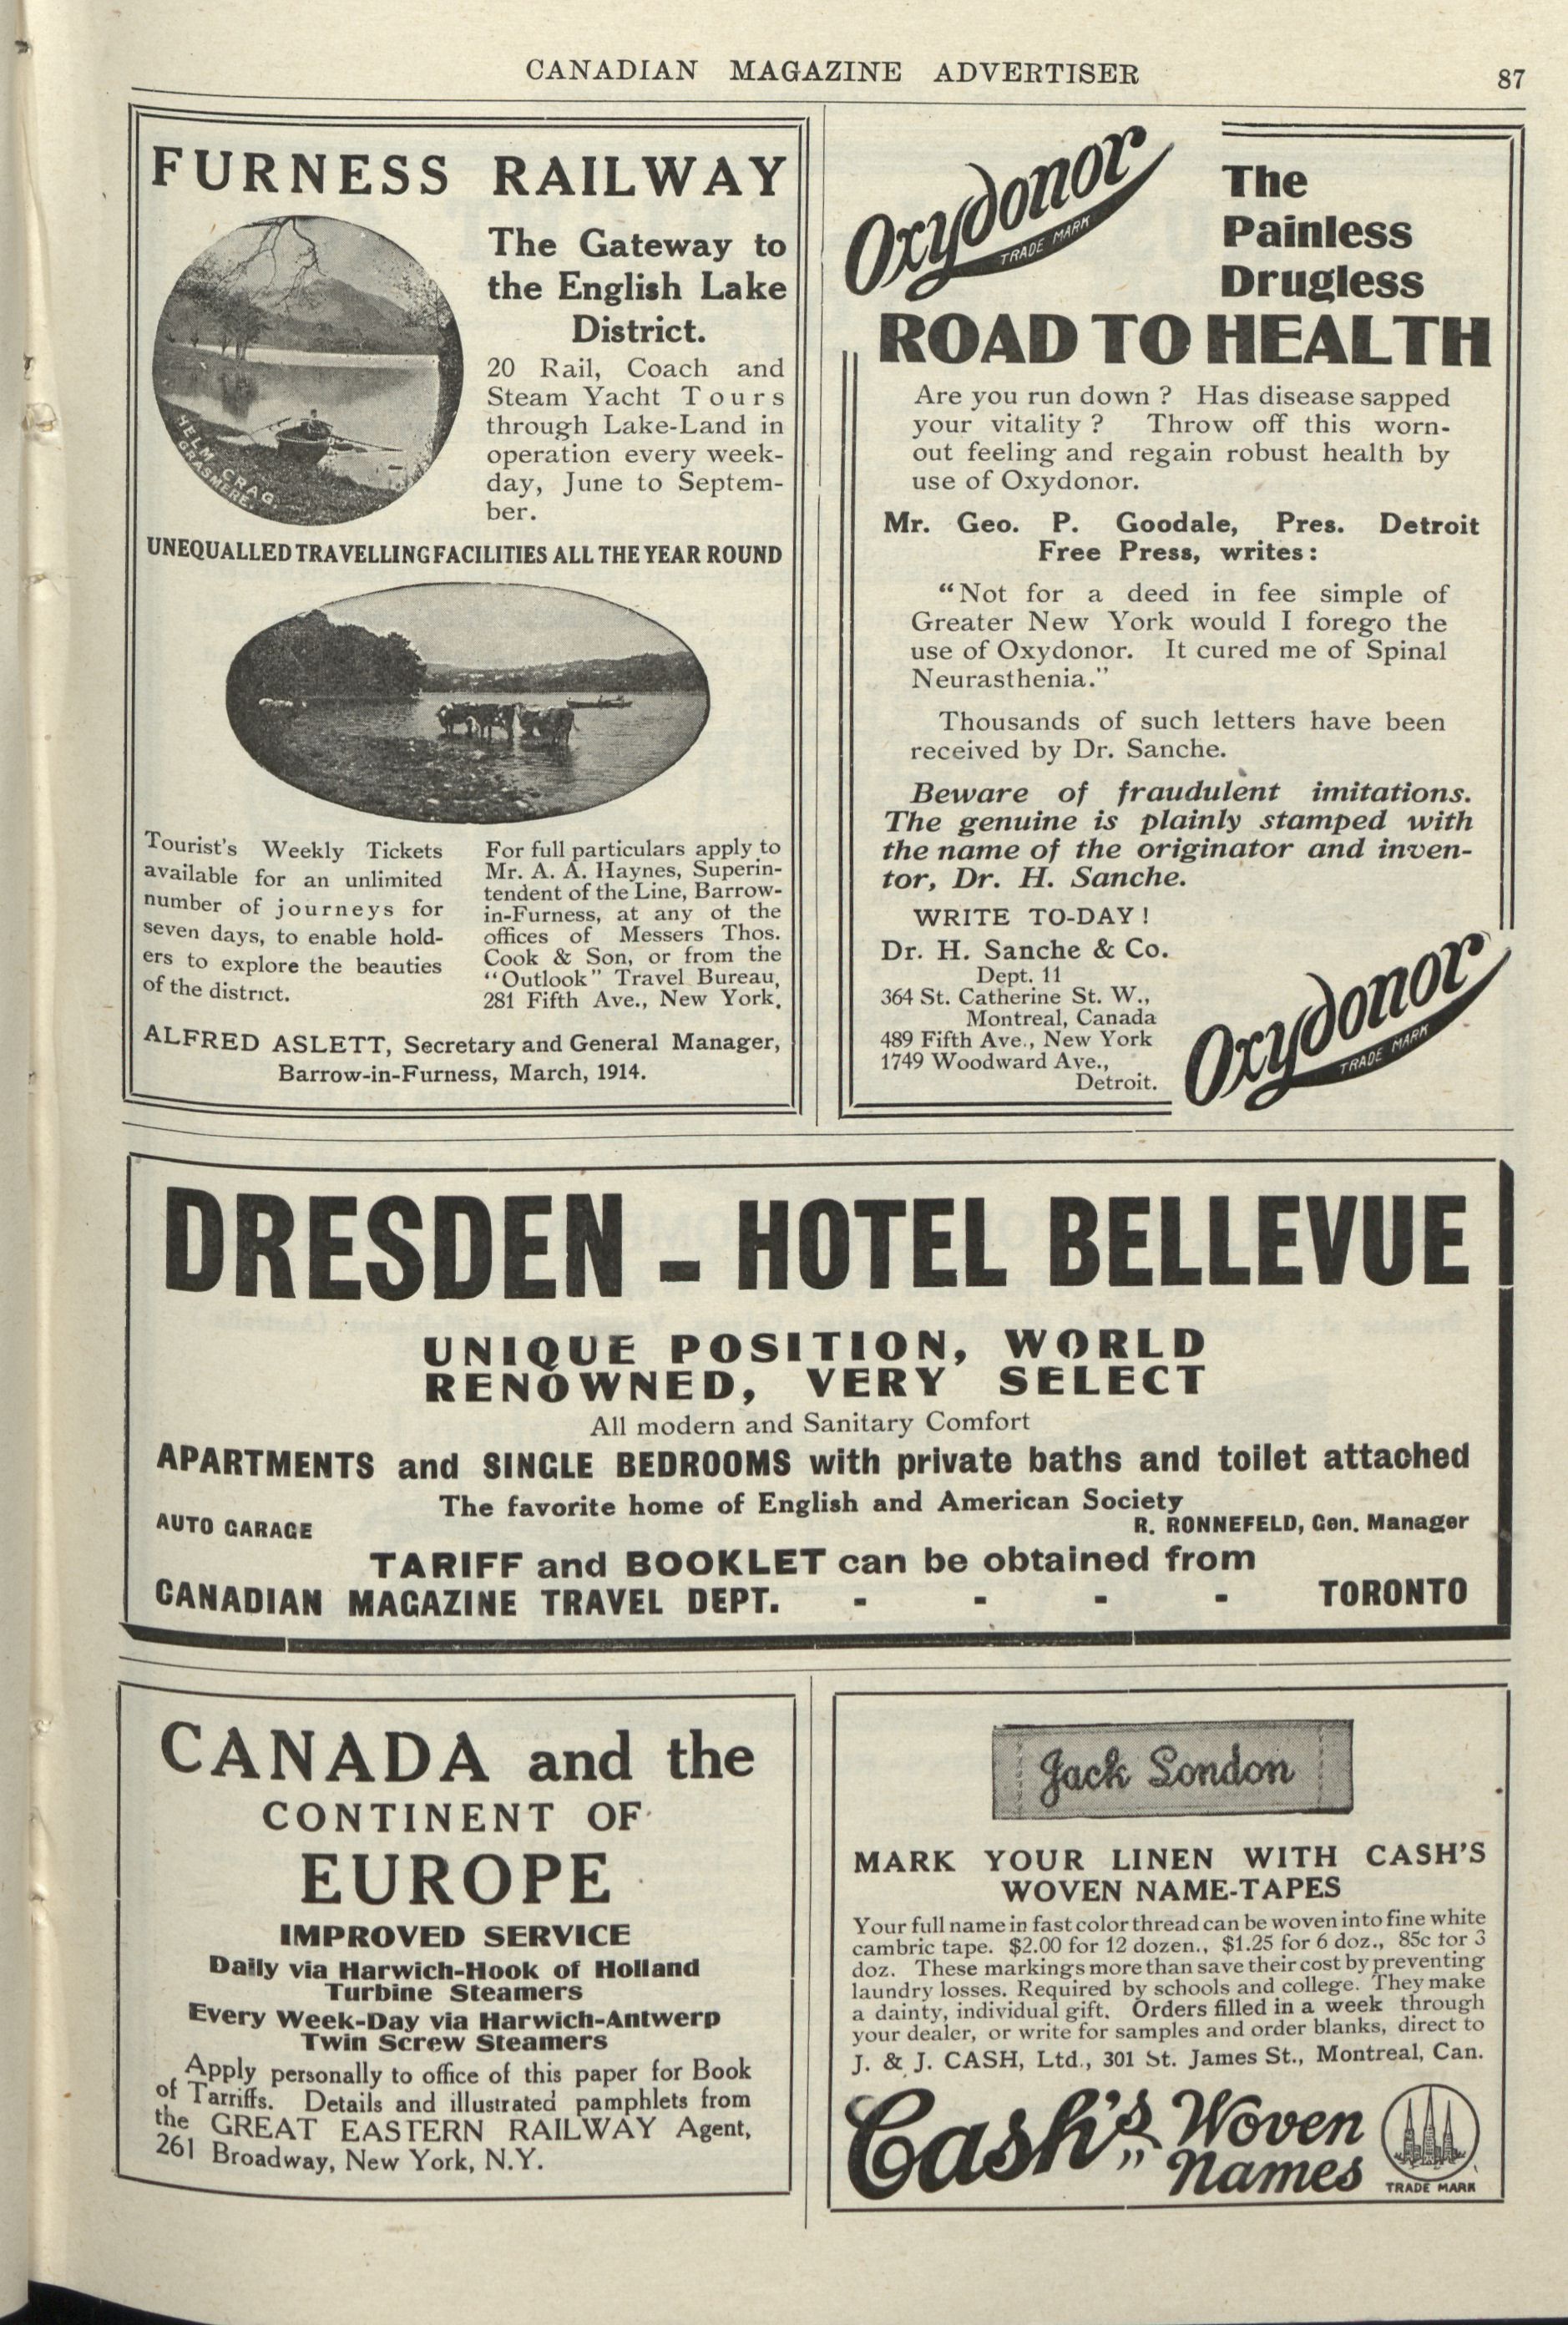 CANADIAN MAGAZINE ADVERTISER
87
FURNESS RAILWAY
The Gateway to
the English Lake
District.
20 Rail, Coach and
Steam Yacht Tours
through Lake-Land in
operation every week-
day, June to Septem-
ber.
HELM CRAG.
GRASMERE.
UNEQUALLED TRAVELLING FACILITIES ALL THE YEAR ROUND
Tourist's Weekly Tickets
available for an unlimited
number of journeys for
seven days, to enable hold-
ers to explore the beauties
of the district.
For full particulars apply to
Mr. A. A. Haynes, Superin-
tendent of the Line, Barrow-
in-Furness, at any of the
offices of Messers Thos.
Cook & Son, or from the
"Outlook" Travel Bureau,
281 Fifth Ave., New York.
ALFRED ASLETT, Secretary and General Manager,
Barrow-in-Furness, March, 1914.
Oxydonor
TRADE MARK
The
Painless
Drugless
ROAD TO HEALTH
Are you run down? Has disease sapped
your vitality? Throw off this worn-
out feeling and regain robust health by
use of Oxydonor.
Mr. Geo. P. Goodale, Pres. Detroit
Free Press, writes:
"Not for a deed in fee simple of
Greater New York would I forego the
use of Oxydonor. It cured me of Spinal
Neurasthenia."
Thousands of such letters have been
received by Dr. Sanche.
Beware of fraudulent imitations.
The genuine is plainly stamped with
the name of the originator and inven-
tor, Dr. H. Sanche.
WRITE TO-DAY!
Dr. H. Sanche & Co.
Dept. 11
364 St. Catherine St. W.,
Montreal, Canada
489 Fifth Ave., New York
1749 Woodward Ave.,
Detroit.
Oxydonor
TRADE MARK
DRESDEN - HOTEL BELLEVUE
UNIQUE POSITION, WORLD
RENOWNED, VERY SELECT
All modern and Sanitary Comfort
APARTMENTS and SINGLE BEDROOMS with private baths and toilet attached
The favorite home of English and American Society
AUTO GARAGE
R. RONNEFELD, Gen. Manager
TARIFF and BOOKLET can be obtained from
CANADIAN MAGAZINE TRAVEL DEPT. - - - - TORONTO
CANADA and the
CONTINENT OF
EUROPE
IMPROVED SERVICE
Daily via Harwich-Hook of Holland
Turbine Steamers
Every Week-Day via Harwich-Antwerp
Twin Screw Steamers
Apply personally to office of this paper for Book
of Tarriffs. Details and illustrated pamphlets from
the GREAT EASTERN RAILWAY Agent,
261 Broadway, New York, N.Y.
Jack London
MARK YOUR LINEN WITH CASH'S
WOVEN NAME-TAPES
Your full name in fast color thread can be woven into fine white
cambric tape. $2.00 for 12 dozen., $1.25 for 6 doz., 85c for 3
doz. These markings more than save their cost by preventing
laundry losses. Required by schools and college. They make
a dainty, individual gift. Orders filled in a week through
your dealer, or write for samples and order blanks, direct to
J. & J. CASH, Ltd., 301 St. James St., Montreal, Can.
Cash's,, Woven
names
TRADE MARK